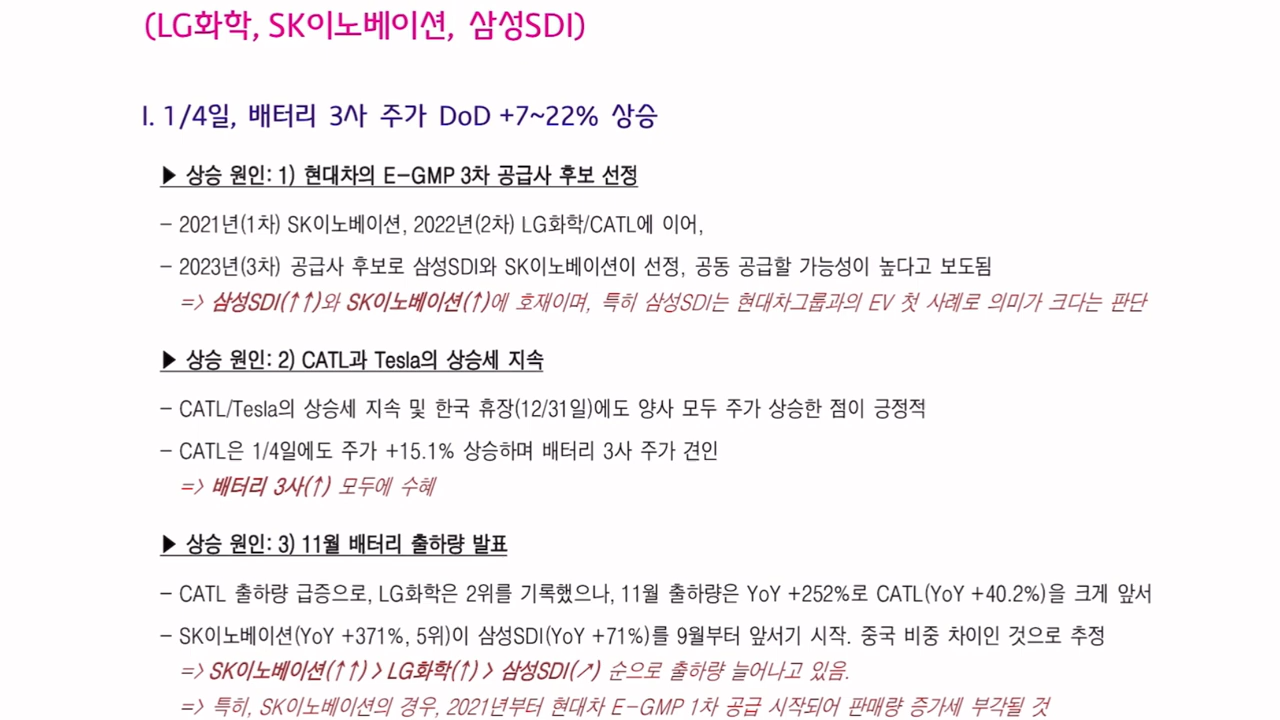 (LG화학, SK이노베이션, 삼성SDI)
I. 1/4일, 배터리 3사 주가 DoD +7~22% 상승
▶ 상승 원인: 1) 현대차의 E-GMP 3차 공급사 후보 선정
- 2021년(1차) SK이노베이션, 2022년(2차) LG화학/CATL에 이어,
- 2023년(3차) 공급사 후보로 삼성SDI와 SK이노베이션이 선정, 공동 공급할 가능성이 높다고 보도됨
=> 삼성SDI(↑↑)와 SK이노베이션(↑)에 호재이며, 특히 삼성SDI는 현대차그룹과의 EV 첫 사례로 의미가 크다는 판단
▶ 상승 원인: 2) CATL과 Tesla의 상승세 지속
- CATL/Tesla의 상승세 지속 및 한국 휴장(12/31일)에도 양사 모두 주가 상승한 점이 긍정적
- CATL은 1/4일에도 주가 +15.1% 상승하며 배터리 3사 주가 견인
=> 배터리 3사(↑) 모두에 수혜
▶ 상승 원인: 3) 11월 배터리 출하량 발표
- CATL 출하량 급증으로, LG화학은 2위를 기록했으나, 11월 출하량은 YoY +252%로 CATL(YoY +40.2%)을 크게 앞서
- SK이노베이션(YoY +371%, 5위)이 삼성SDI(YoY +71%)를 9월부터 앞서기 시작. 중국 비중 차이인 것으로 추정
=> SK이노베이션(↑↑) > LG화학(↑) > 삼성SDI(↗) 순으로 출하량 늘어나고 있음.
=> 특히, SK이노베이션의 경우, 2021년부터 현대차 E-GMP 1차 공급 시작되어 판매량 증가세 부각될 것